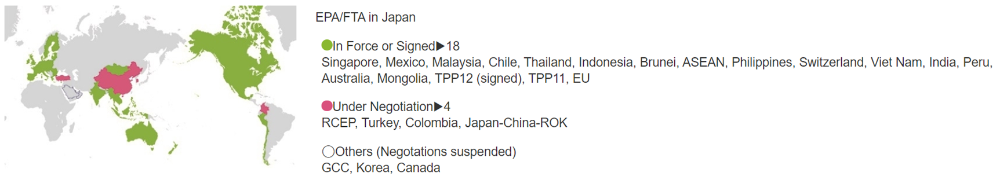 EPA/FTA in Japan
In Force or Signed▶18
Singapore, Mexico, Malaysia, Chile, Thailand, Indonesia, Brunei, ASEAN, Philippines, Switzerland, Viet Nam, India, Peru,
Australia, Mongolia, TPP12 (signed), TPP11, EU
Under Negotiation▶4
RCEP, Turkey, Colombia, Japan-China-ROK
Others (Negotations suspended)
GCC, Korea, Canada